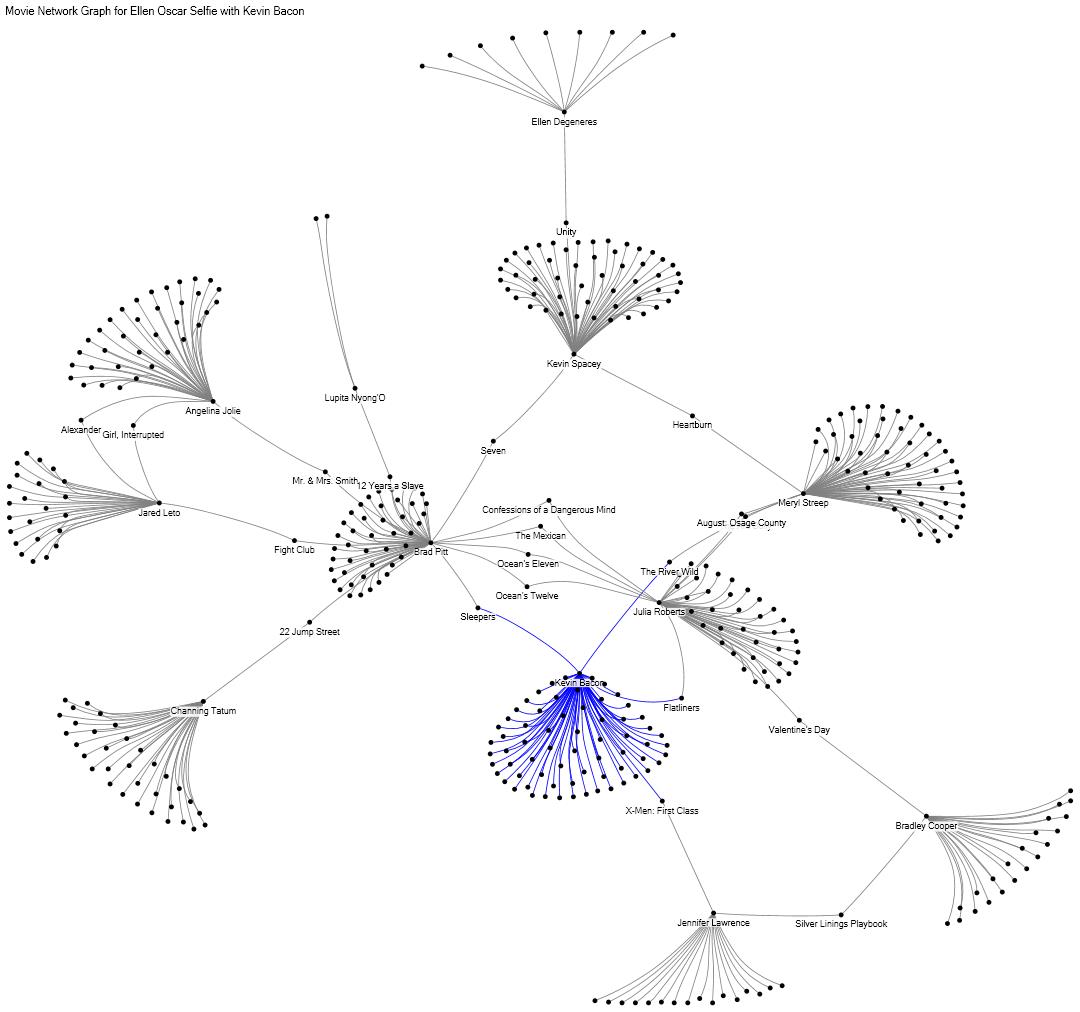 Movie Network Graph for Ellen Oscar Selfie with Kevin Bacon
Ellen Degeneres
Unity
Kevin Spacey
Lupita Nyong'O
Angelina Jolie
Heartburn
Alexander
Girl, Interrupted
Seven
Mr. & Mrs. Smith
12 Years a Slave
Meryl Streep
Confessions of a Dangerous Mind
Jared Leto
August: Osage County
The Mexican
Fight Club
Brad Pitt
Ocean's Eleven
The River Wild
Ocean's Twelve
Julia Roberts
Sleepers
22 Jump Street
Kevin Bacon
Flatliners
Channing Tatum
Valentine's Day
X-Men: First Class
Bradley Cooper
Jennifer Lawrence
Silver Linings Playbook